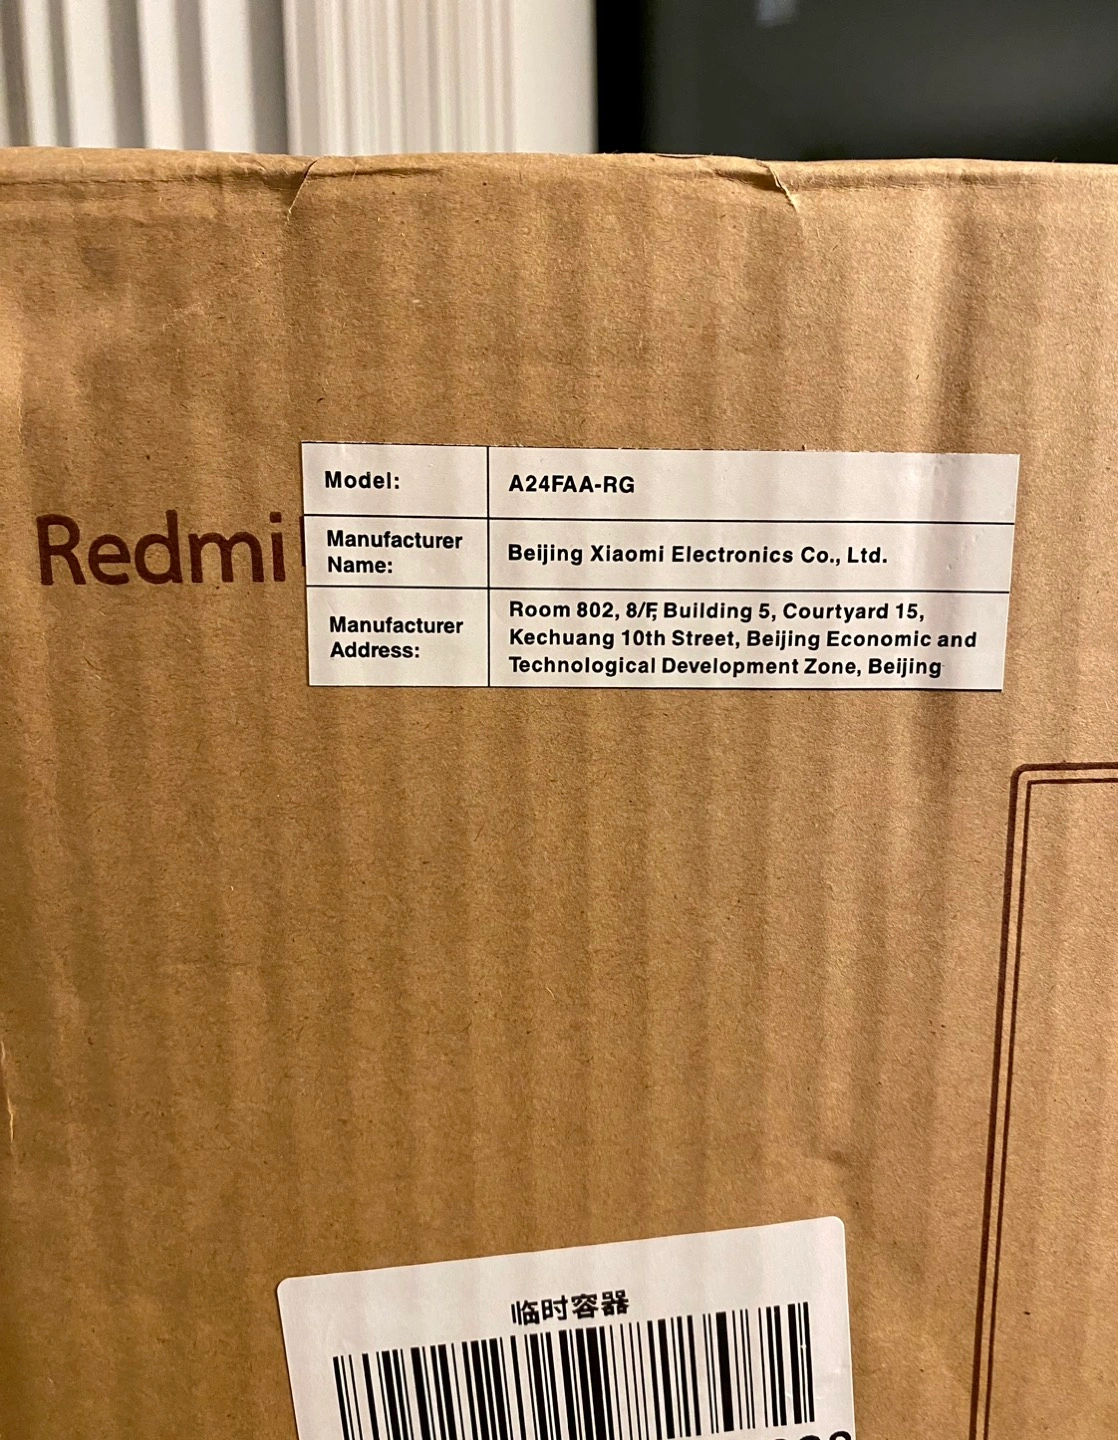 Redmi
Model: A24FAA-RG
Manufacturer Name: Beijing Xiaomi Electronics Co., Ltd.
Manufacturer Address: Room 802, 8/F, Building 5, Courtyard 15,
Kechuang 10th Street, Beijing Economic and
Technological Development Zone, Beijing
临时容器